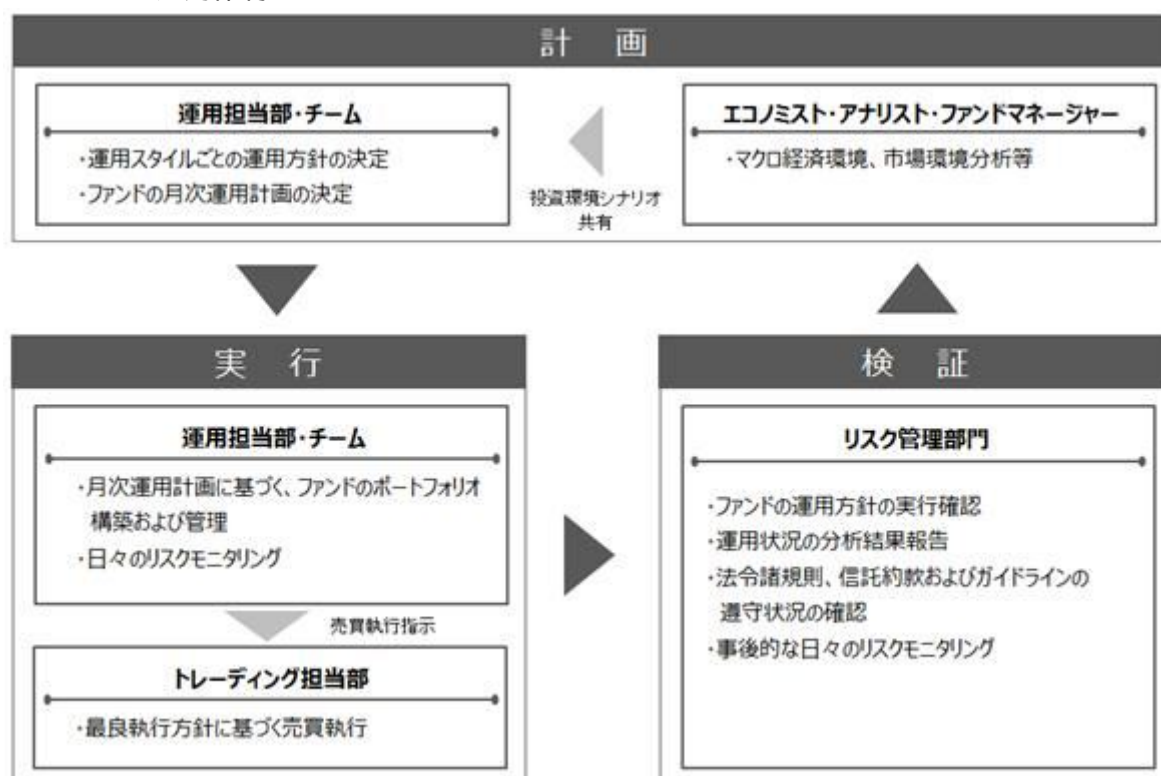 計 画
運用担当部・チーム
・運用スタイルごとの運用方針の決定
・ファンドの月次運用計画の決定
投資環境シナリオ
共有
エコノミスト・アナリスト・ファンドマネージャー
・マクロ経済環境、市場環境分析等
実 行
運用担当部・チーム
・月次運用計画に基づく、ファンドのポートフォリオ
構築および管理
・日々のリスクモニタリング
売買執行指示
トレーディング担当部
・最良執行方針に基づく売買執行
検 証
リスク管理部門
・ファンドの運用方針の実行確認
・運用状況の分析結果報告
・法令諸規則、信託約款およびガイドラインの
遵守状況の確認
・事後的な日々のリスクモニタリング